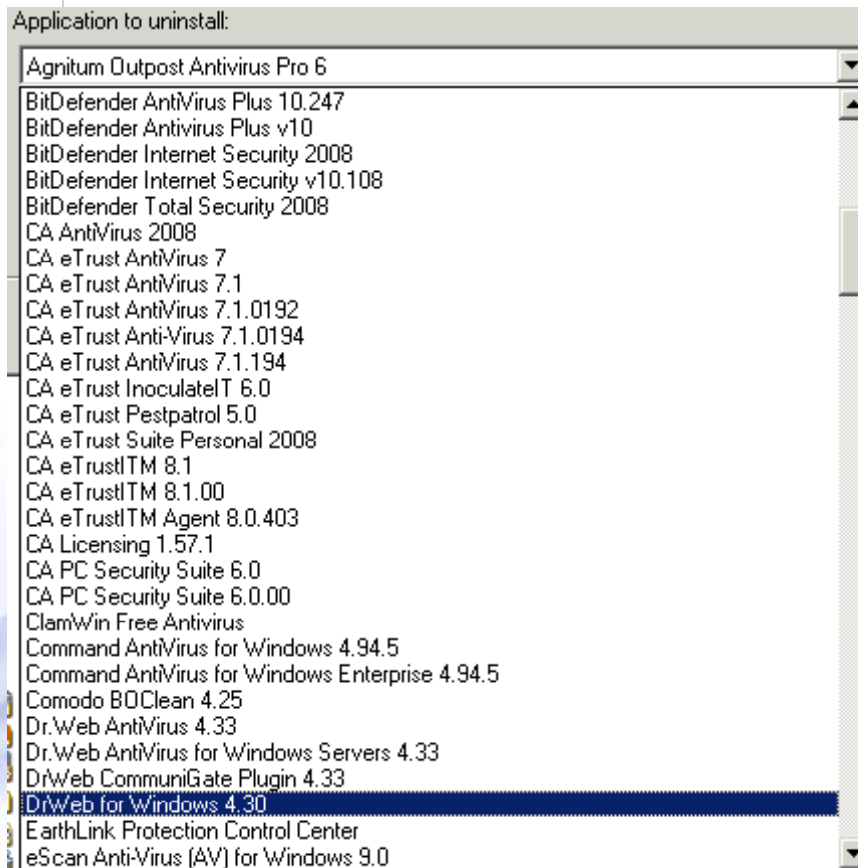 Application to uninstall:
Agnitum Outpost Antivirus Pro 6
BitDefender AntiVirus Plus 10.247
BitDefender Antivirus Plus v10
BitDefender Internet Security 2008
BitDefender Internet Security v10.108
BitDefender Total Security 2008
CA AntiVirus 2008
CA eTrust AntiVirus 7
CA eTrust AntiVirus 7.1
CA eTrust AntiVirus 7.1.0192
CA eTrust Anti-Virus 7.1.0194
CA eTrust AntiVirus 7.1.194
CA eTrust InoculateIT 6.0
CA eTrust Pestpatrol 5.0
CA eTrust Suite Personal 2008
CA eTrustITM 8.1
CA eTrustITM 8.1.00
CA eTrustITM Agent 8.0.403
CA Licensing 1.57.1
CA PC Security Suite 6.0
CA PC Security Suite 6.0.00
ClamWin Free Antivirus
Command AntiVirus for Windows 4.94.5
Command AntiVirus for Windows Enterprise 4.94.5
Comodo BOClean 4.25
Dr.Web AntiVirus 4.33
Dr.Web AntiVirus for Windows Servers 4.33
DrWeb CommuniGate Plugin 4.33
DrWeb for Windows 4.30
EarthLink Protection Control Center
eScan Anti-Virus (AV) for Windows 9.0